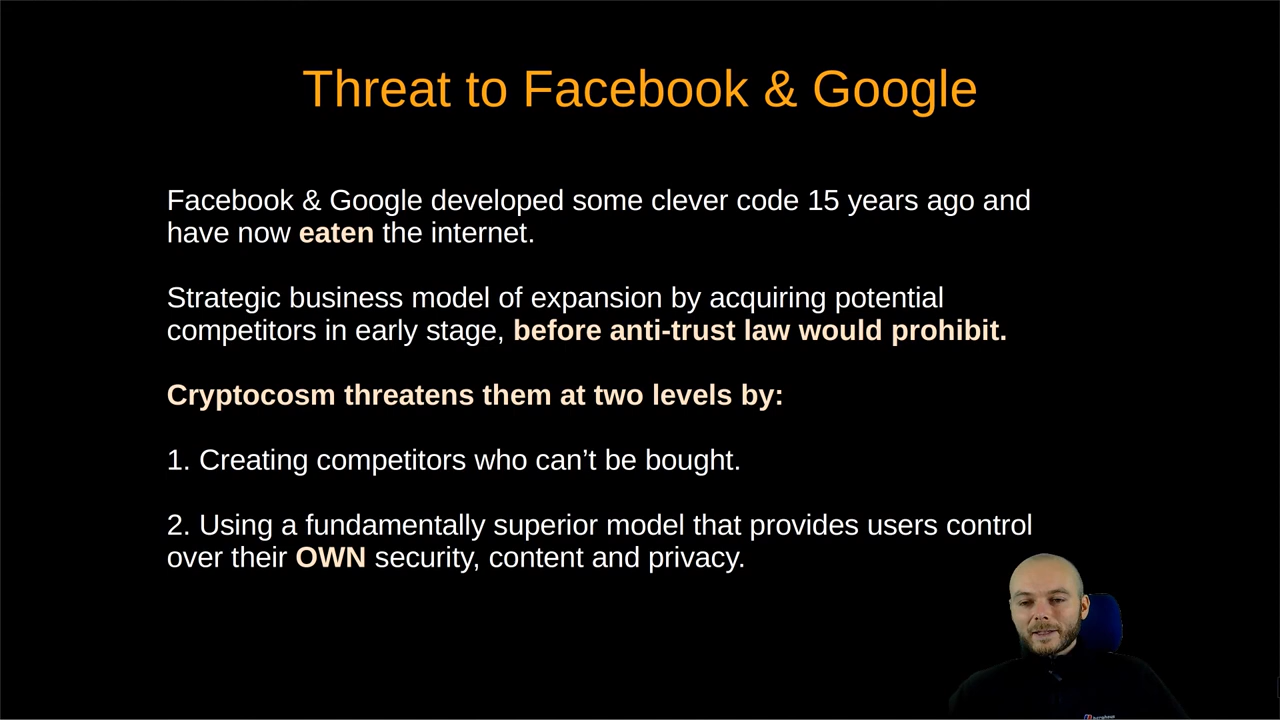 Threat to Facebook & Google
Facebook & Google developed some clever code 15 years ago and
have now eaten the internet.
Strategic business model of expansion by acquiring potential
competitors in early stage, before anti-trust law would prohibit.
Cryptocosm threatens them at two levels by:
1. Creating competitors who can’t be bought.
2. Using a fundamentally superior model that provides users control
over their OWN security, content and privacy.